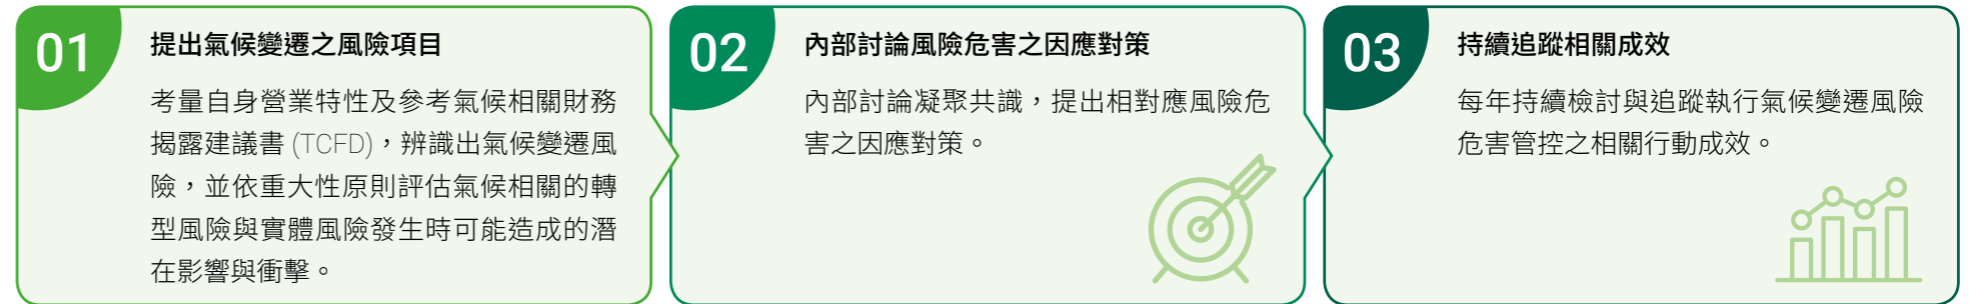 01
提出氣候變遷之風險項目
考量自身營業特性及參考氣候相關財務
揭露建議書 (TCFD)，辨識出氣候變遷風
險，並依重大性原則評估氣候相關的轉
型風險與實體風險發生時可能造成的潛
在影響與衝擊。
02
內部討論風險危害之因應對策
內部討論凝聚共識，提出相對應風險危
害之因應對策。
03
持續追蹤相關成效
每年持續檢討與追蹤執行氣候變遷風險
危害管控之相關行動成效。